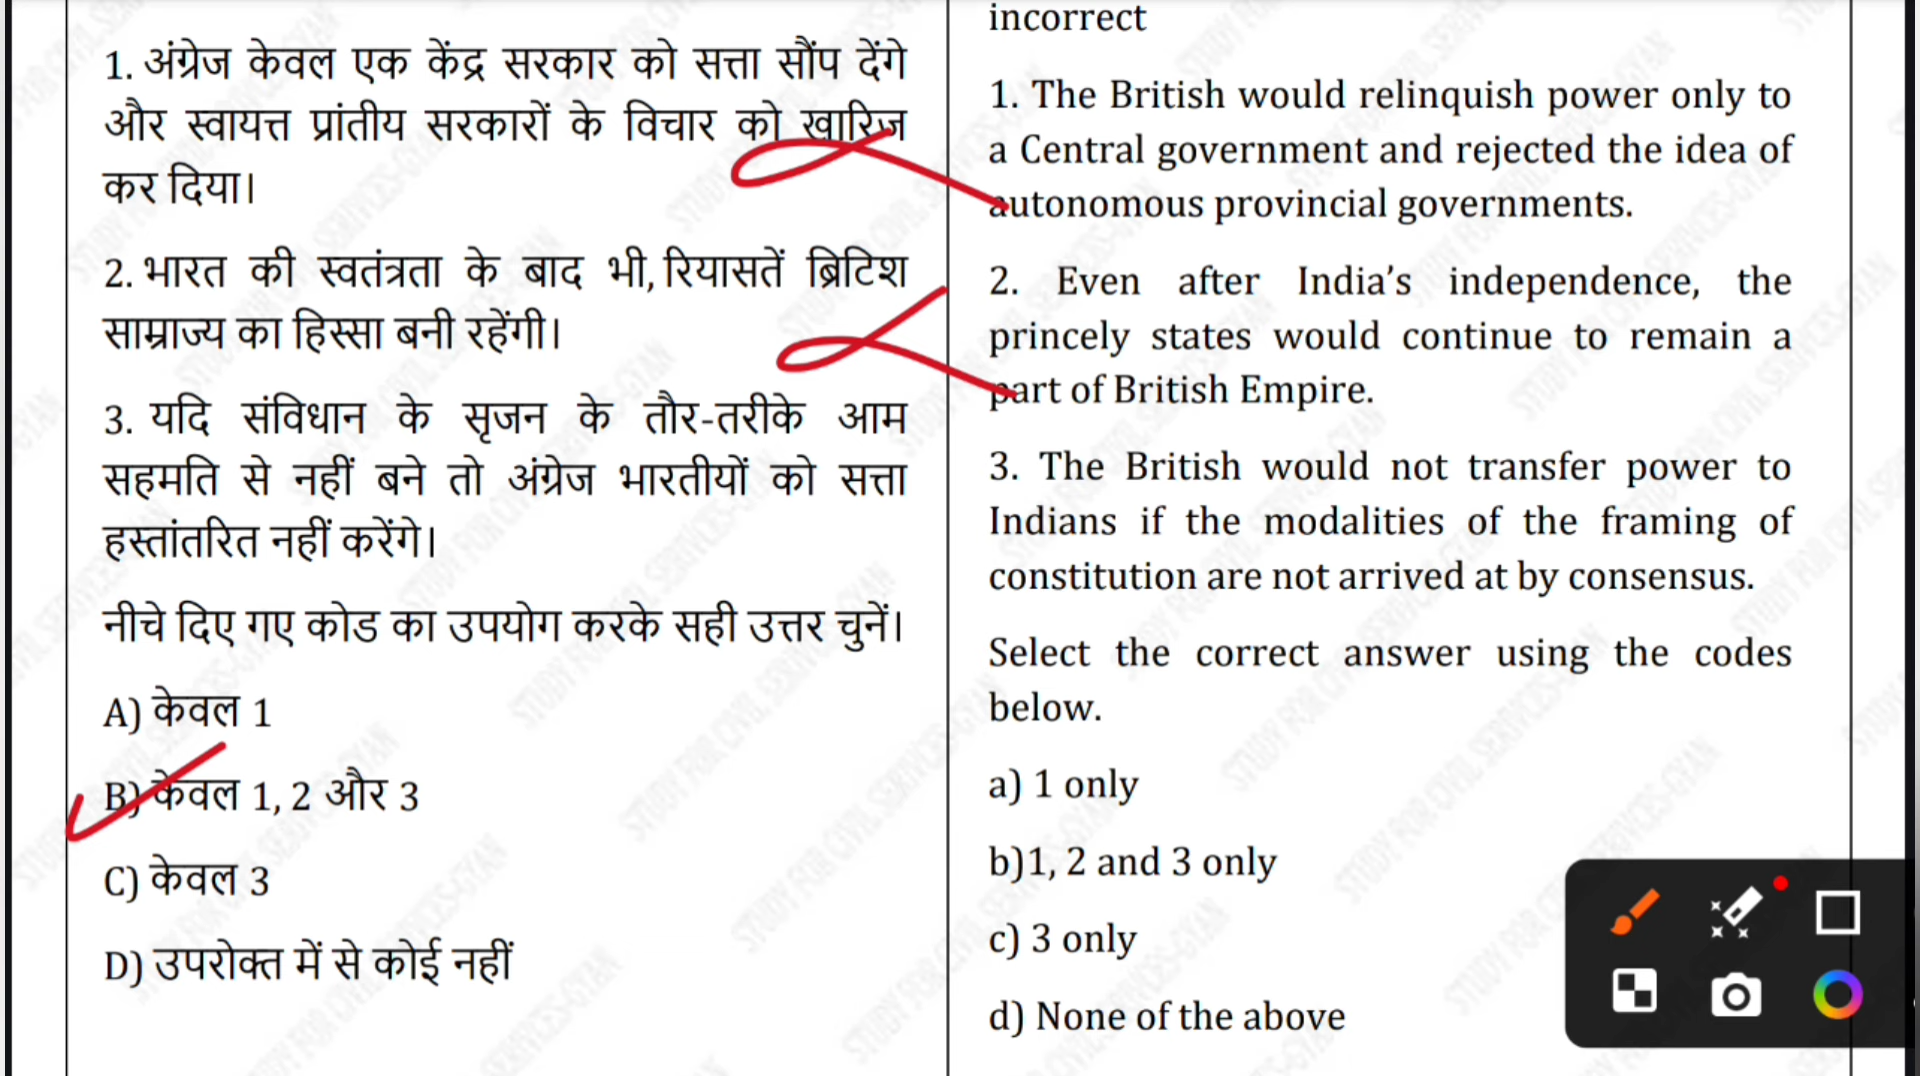 1. अंग्रेज केवल एक केंद्र सरकार को सत्ता सौंप देंगे
और स्वायत्त प्रांतीय सरकारों के विचार को खारिज
कर दिया।
2. भारत की स्वतंत्रता के बाद भी, रियासतें ब्रिटिश
साम्राज्य का हिस्सा बनी रहेंगी।
3. यदि संविधान के सृजन के तौर-तरीके आम
सहमति से नहीं बने तो अंग्रेज भारतीयों को सत्ता
हस्तांतरित नहीं करेंगे।
नीचे दिए गए कोड का उपयोग करके सही उत्तर चुनें।
A) केवल 1
B) केवल 1, 2 और 3
C) केवल 3
D) उपरोक्त में से कोई नहीं
incorrect
1. The British would relinquish power only to
a Central government and rejected the idea of
autonomous provincial governments.
2. Even after India’s independence, the
princely states would continue to remain a
part of British Empire.
3. The British would not transfer power to
Indians if the modalities of the framing of
constitution are not arrived at by consensus.
Select the correct answer using the codes
below.
a) 1 only
b)1, 2 and 3 only
c) 3 only
d) None of the above